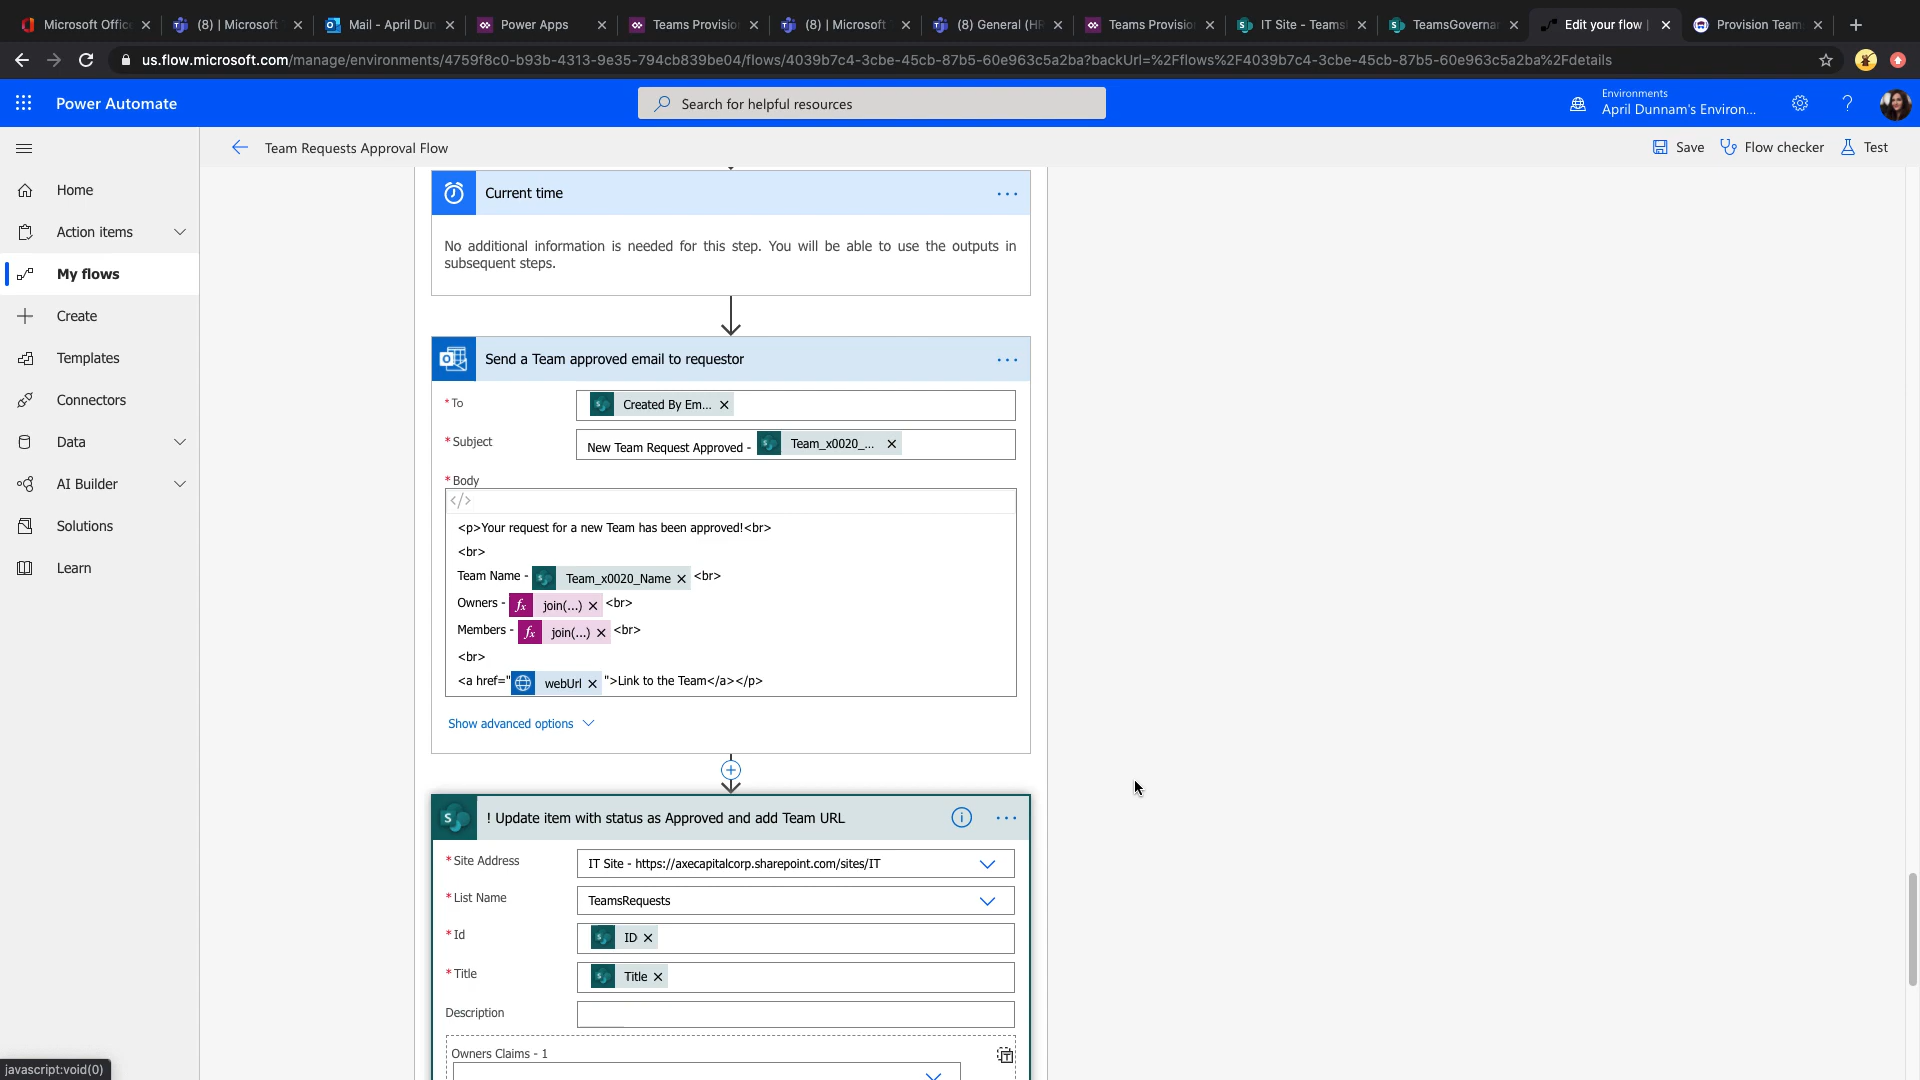 Microsoft Offic
(8) | Microsoft
Mail - April Dun
Power Apps
Teams Provisio
(8) | Microsoft
(8) General (HR
Teams Provisio
IT Site - Teams
TeamsGoverna
Edit your flow |
Provision Team
us.flow.microsoft.com/manage/environments/4759f8c0-b93b-4313-9e35-794cb839be04/flows/4039b7c4-3cbe-45cb-87b5-60e963c5a2ba?backUrl=%2Fflows%2F4039b7c4-3cbe-45cb-87b5-60e963c5a2ba%2Fdetails
Power Automate
Search for helpful resources
Environments
April Dunnam's Environ...
Team Requests Approval Flow
Save
Flow checker
Test
Home
Action items
My flows
Create
Templates
Connectors
Data
AI Builder
Solutions
Learn
Current time
No additional information is needed for this step. You will be able to use the outputs in
subsequent steps.
Send a Team approved email to requestor
* To
Created By Em... ×
* Subject
New Team Request Approved - Team_x0020_... ×
* Body
</>
<p>Your request for a new Team has been approved!<br>
<br>
Team Name - Team_x0020_Name × <br>
Owners - fx join(...) × <br>
Members - fx join(...) × <br>
<br>
<a href=" webUrl × ">Link to the Team</a></p>
Show advanced options
! Update item with status as Approved and add Team URL
* Site Address
IT Site - https://axecapitalcorp.sharepoint.com/sites/IT
* List Name
TeamsRequests
* Id
ID ×
* Title
Title ×
Description
Owners Claims - 1
javascript:void(0)